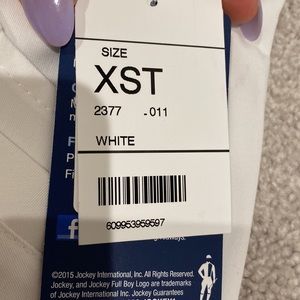 SIZE
XST
2377 -011
WHITE
609953959597
©2015 Jockey International, Inc. All Rights Reserved.
Jockey, and Jockey Full Boy Logo are trademarks
of Jockey International Inc. Jockey Guarantees